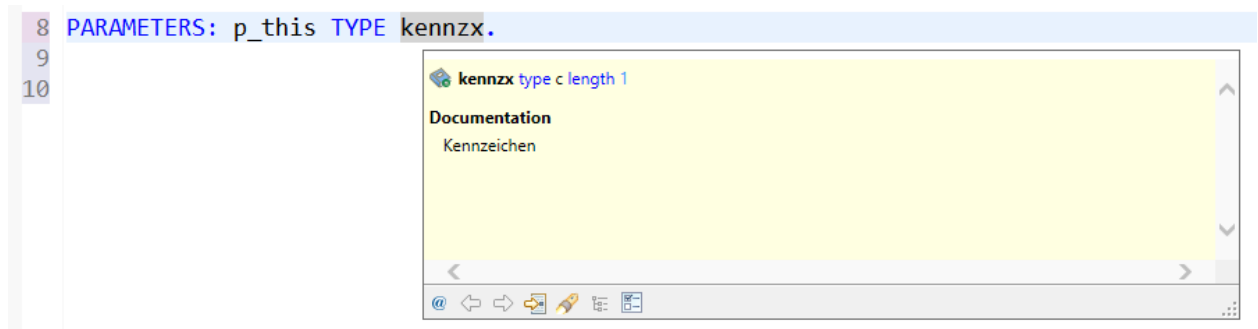 8 PARAMETERS: p_this TYPE kennzx.
9
10
kennzx type c length 1
Documentation
Kennzeichen
@